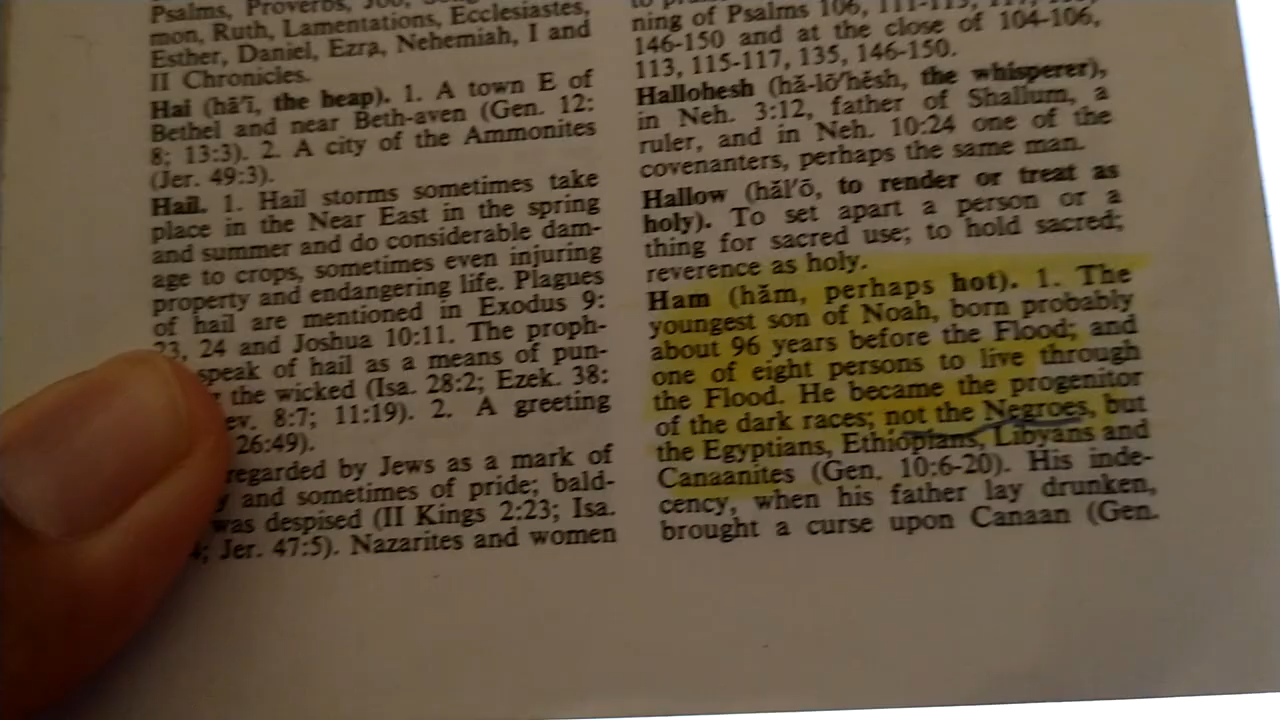 Psalms, Proverbs, Job,
mon, Ruth, Lamentations, Ecclesiastes,
Esther, Daniel, Ezra, Nehemiah, I and
II Chronicles.
Hai (hā'ī, the heap). 1. A town E of
Bethel and near Beth-aven (Gen. 12:
8; 13:3). 2. A city of the Ammonites
(Jer. 49:3).
Hail. 1. Hail storms sometimes take
place in the Near East in the spring
and summer and do considerable dam-
age to crops, sometimes even injuring
property and endangering life. Plagues
of hail are mentioned in Exodus 9:
23, 24 and Joshua 10:11. The proph-
speak of hail as a means of pun-
the wicked (Isa. 28:2; Ezek. 38:
ev. 8:7; 11:19). 2. A greeting
26:49).
regarded by Jews as a mark of
and sometimes of pride; bald-
was despised (II Kings 2:23; Isa.
4; Jer. 47:5). Nazarites and women
ning of Psalms 106,
146-150 and at the close of 104-106,
113, 115-117, 135, 146-150.
Hallohesh (hă-lō'hĕsh, the whisperer),
in Neh. 3:12, father of Shallum, a
ruler, and in Neh. 10:24 one of the
covenanters, perhaps the same man.
Hallow (hăl'ō, to render or treat as
holy). To set apart a person or a
thing for sacred use; to hold sacred;
reverence as holy.
Ham (hăm, perhaps hot). 1. The
youngest son of Noah, born probably
about 96 years before the Flood; and
one of eight persons to live through
the Flood. He became the progenitor
of the dark races; not the Negroes, but
the Egyptians, Ethiopians, Libyans and
Canaanites (Gen. 10:6-20). His inde-
cency, when his father lay drunken,
brought a curse upon Canaan (Gen.